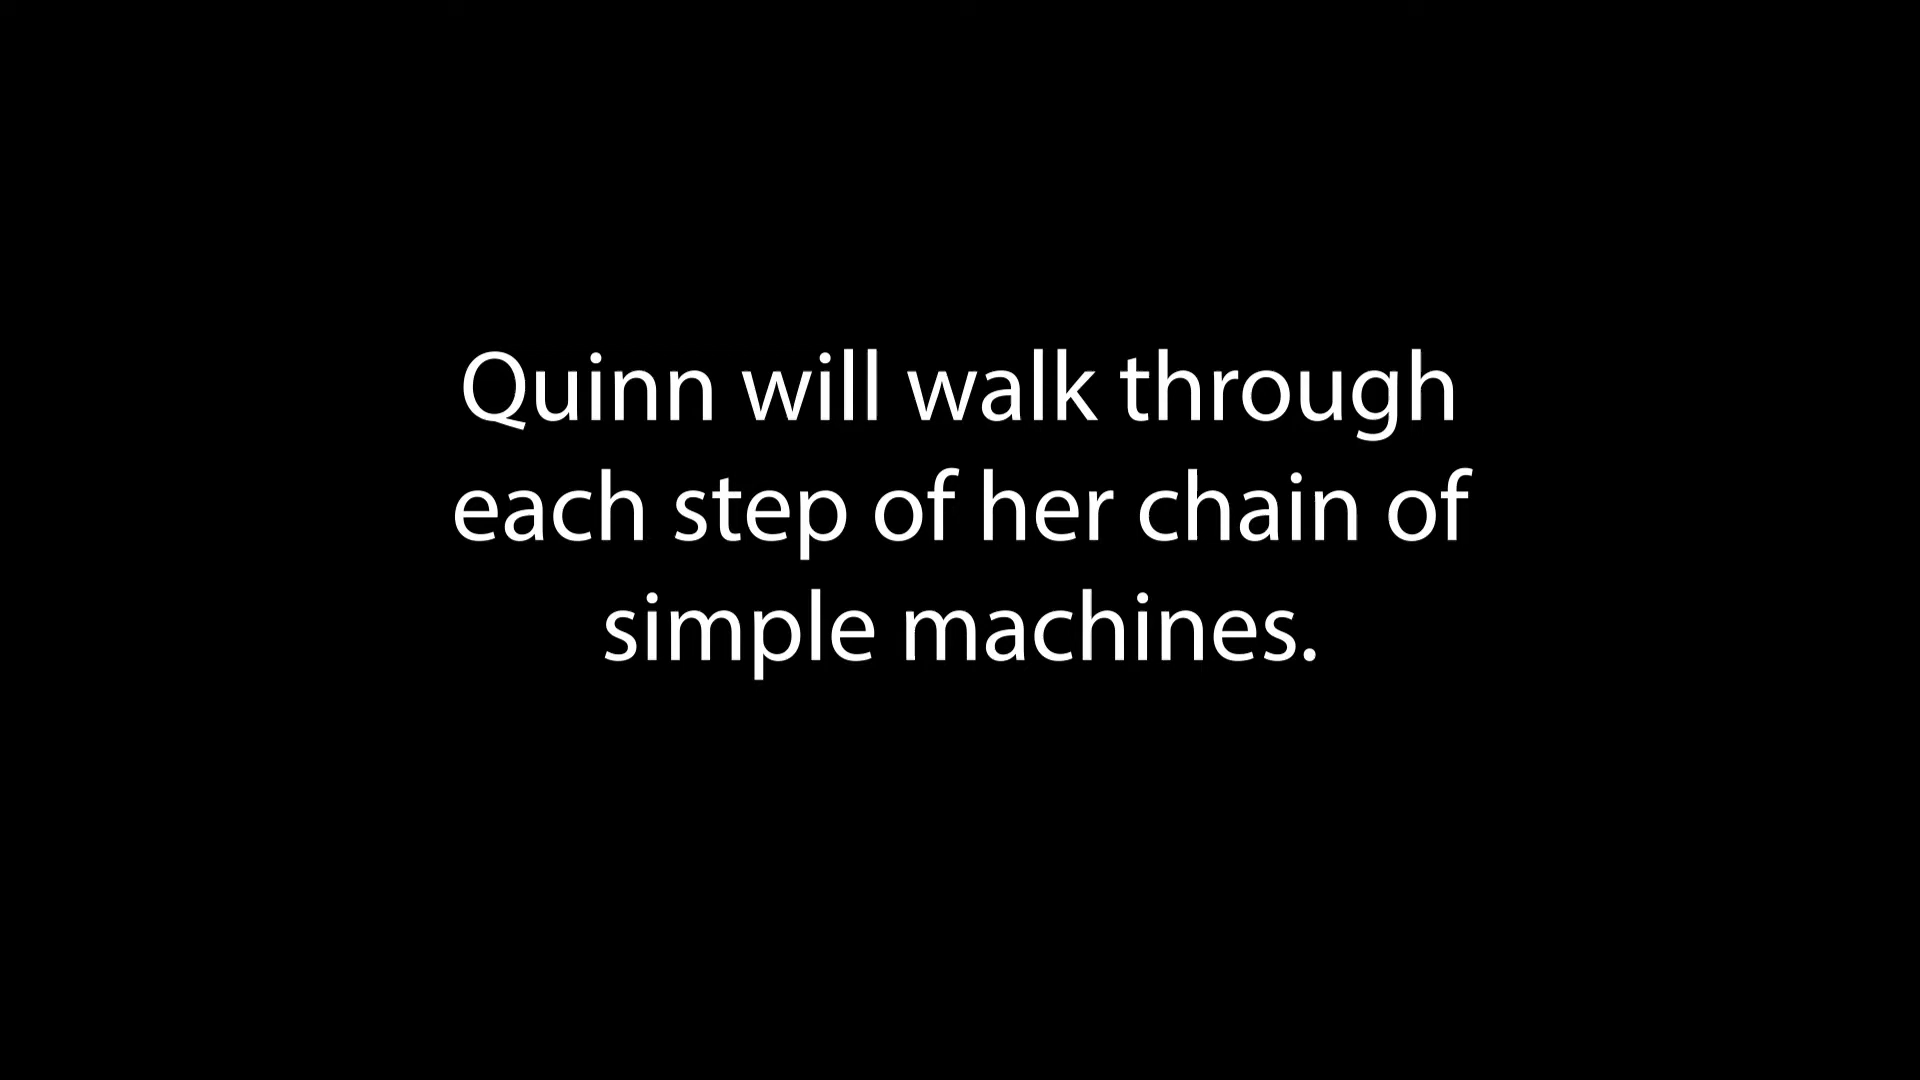 Quinn will walk through
each step of her chain of
simple machines.